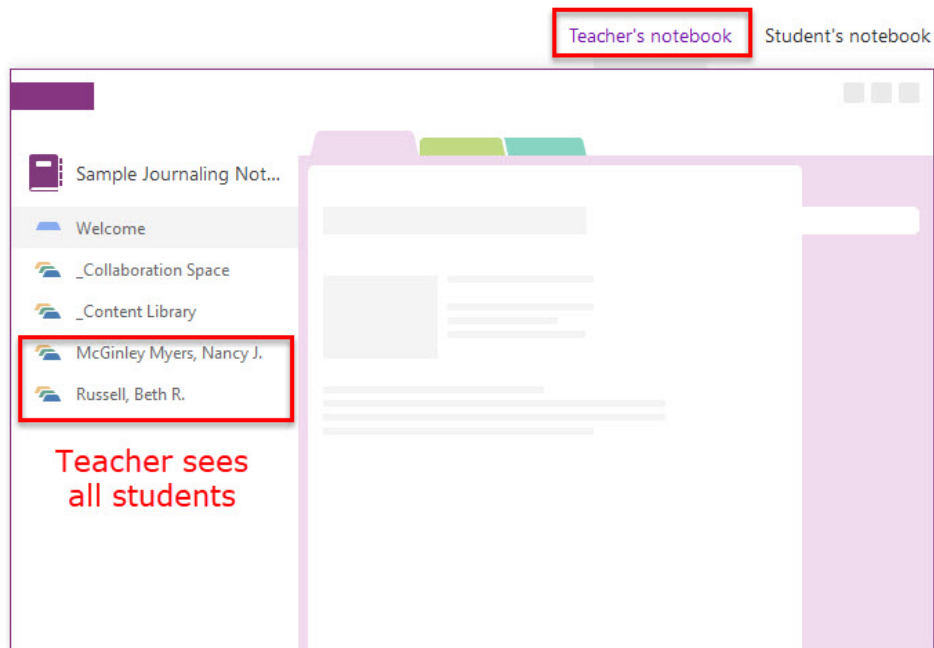 Teacher's notebook
Student's notebook
Sample Journaling Not...
Welcome
_Collaboration Space
_Content Library
McGinley Myers, Nancy J.
Russell, Beth R.
Teacher sees
all students